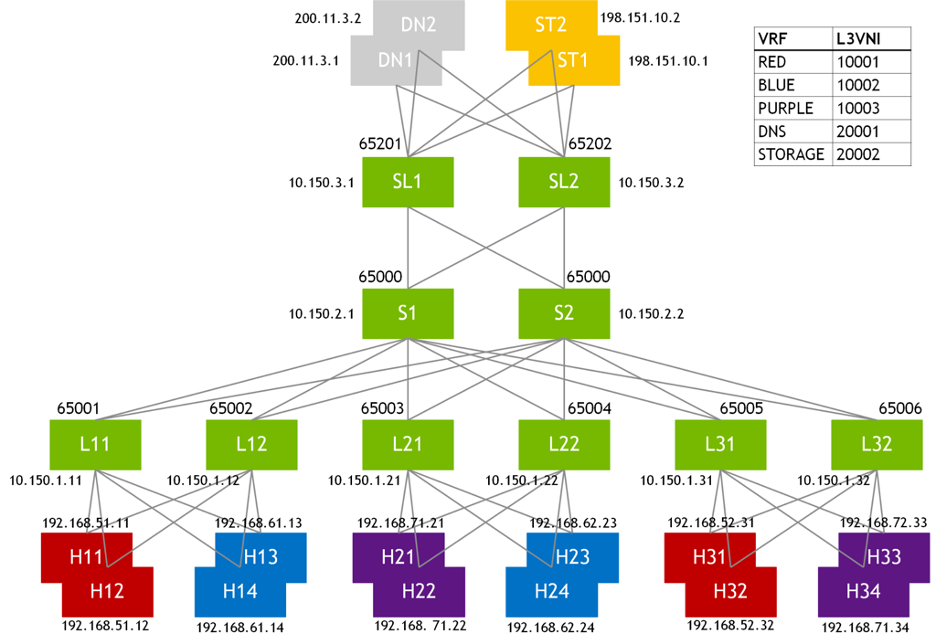 200.11.3.2 DN2 ST2 198.151.10.2
200.11.3.1 DN1 ST1 198.151.10.1
VRF L3VNI
RED 10001
BLUE 10002
PURPLE 10003
DNS 20001
STORAGE 20002
65201 65202
10.150.3.1 SL1 SL2 10.150.3.2
65000 65000
10.150.2.1 S1 S2 10.150.2.2
65001 65002 65003 65004 65005 65006
L11 L12 L21 L22 L31 L32
10.150.1.11 10.150.1.12 10.150.1.21 10.150.1.22 10.150.1.31 10.150.1.32
192.168.51.11 192.168.61.13 192.168.71.21 192.168.62.23 192.168.52.31 192.168.72.33
H11 H13 H21 H23 H31 H33
H12 H14 H22 H24 H32 H34
192.168.51.12 192.168.61.14 192.168. 71.22 192.168.62.24 192.168.52.32 192.168.71.34